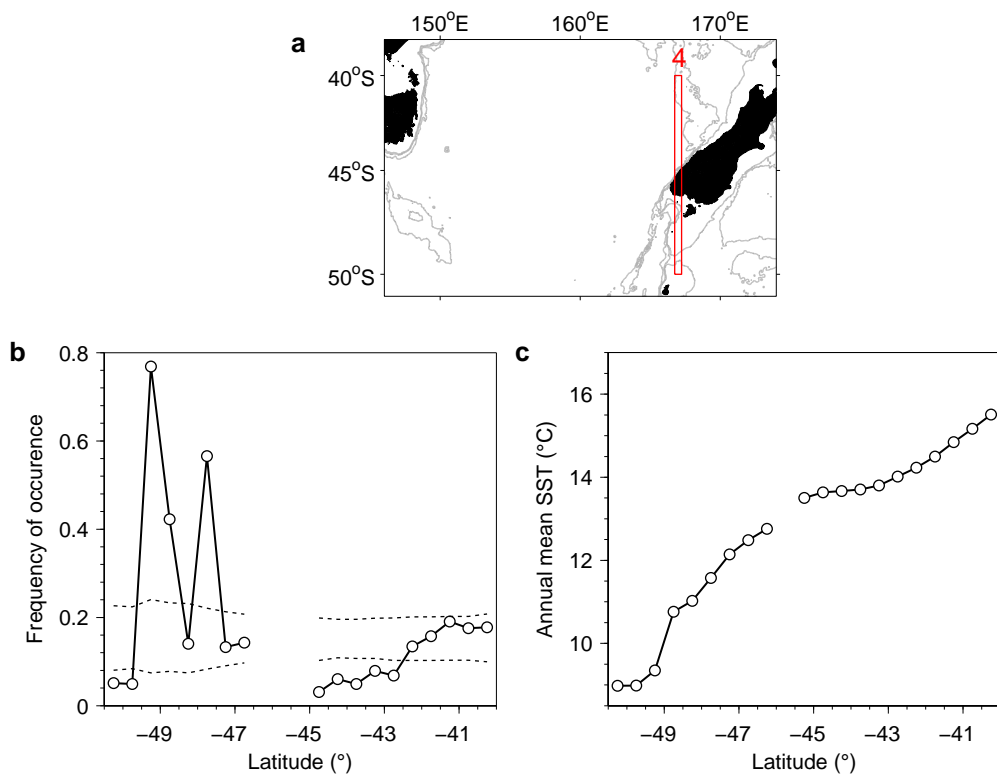 150°E 160°E 170°E
a
4
40°S
45°S
50°S
b
Frequency of occurence
0.8
0.6
0.4
0.2
0
−49 −47 −45 −43 −41
Latitude (°)
c
Annual mean SST (°C)
16
14
12
10
−49 −47 −45 −43 −41
Latitude (°)